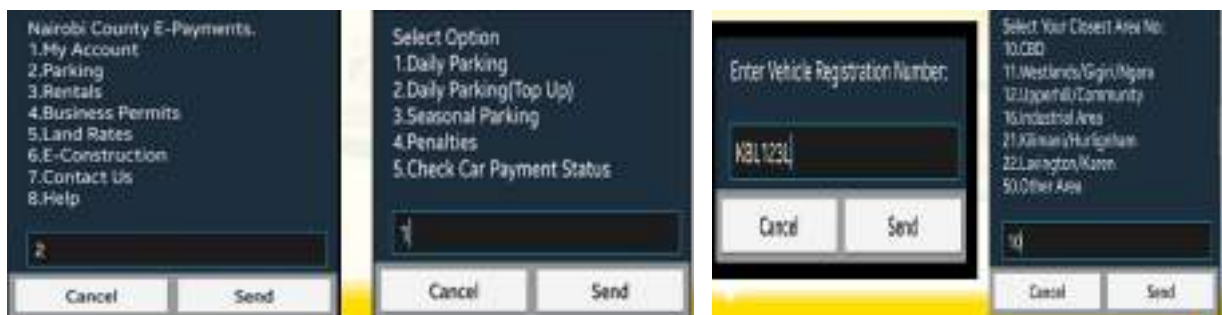 Nairobi County E-Payments.
1.My Account
2.Parking
3.Rentals
4.Business Permits
5.Land Rates
6.E-Construction
7.Contact Us
8.Help
2
Cancel Send
Select Option
1.Daily Parking
2.Daily Parking(Top Up)
3.Seasonal Parking
4.Penalties
5.Check Car Payment Status
1
Cancel Send
Enter Vehicle Registration Number:
KBL123L
Cancel Send
Select Your Closest Area No:
10.CBD
11.Westlands/Gigiri/Ngara
12.Upperhill/Community
16.Industrial Area
21.Kilimani/Hurlignham
22.Lavington/Karen
50.Other Area
10
Cancel Send